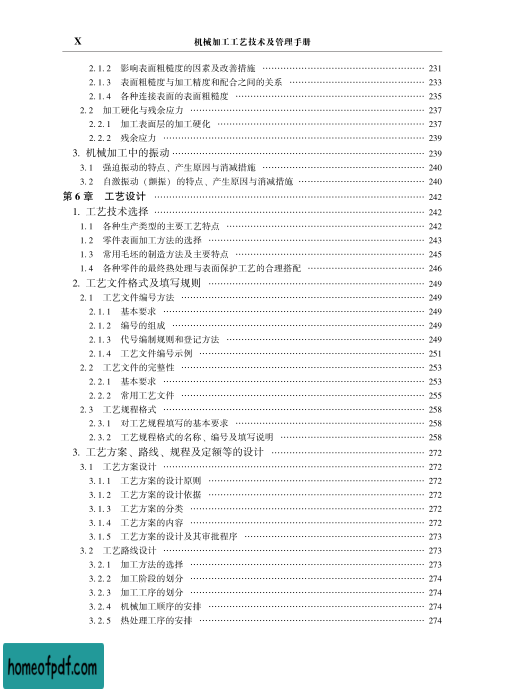 X 机械加工工艺技术及管理手册
2. 1. 2 影响表面粗糙度的因素及改善措施 231
2. 1. 3 表面粗糙度与加工精度和配合之间的关系 233
2. 1. 4 各种连接表面的表面粗糙度 235
2. 2 加工硬化与残余应力 237
2. 2. 1 加工表面层的加工硬化 237
2. 2. 2 残余应力 239
3. 机械加工中的振动 239
3. 1 强迫振动的特点、产生原因与消减措施 240
3. 2 自激振动（颤振）的特点、产生原因与消减措施 240
第 6 章 工艺设计 242
1. 工艺技术选择 242
1. 1 各种生产类型的主要工艺特点 242
1. 2 零件表面加工方法的选择 243
1. 3 常用毛坯的制造方法及主要特点 245
1. 4 各种零件的最终热处理与表面保护工艺的合理搭配 246
2. 工艺文件格式及填写规则 249
2. 1 工艺文件编号方法 249
2. 1. 1 基本要求 249
2. 1. 2 编号的组成 249
2. 1. 3 代号编制规则和登记方法 249
2. 1. 4 工艺文件编号示例 251
2. 2 工艺文件的完整性 253
2. 2. 1 基本要求 253
2. 2. 2 常用工艺文件 255
2. 3 工艺规程格式 258
2. 3. 1 对工艺规程填写的基本要求 258
2. 3. 2 工艺规程格式的名称、编号及填写说明 258
3. 工艺方案、路线、规程及定额等的设计 272
3. 1 工艺方案设计 272
3. 1. 1 工艺方案的设计原则 272
3. 1. 2 工艺方案的设计依据 272
3. 1. 3 工艺方案的分类 272
3. 1. 4 工艺方案的内容 272
3. 1. 5 工艺方案的设计及其审批程序 273
3. 2 工艺路线设计 273
3. 2. 1 加工方法的选择 273
3. 2. 2 加工阶段的划分 274
3. 2. 3 加工工序的划分 274
3. 2. 4 机械加工顺序的安排 274
3. 2. 5 热处理工序的安排 274
homeofpdf.com